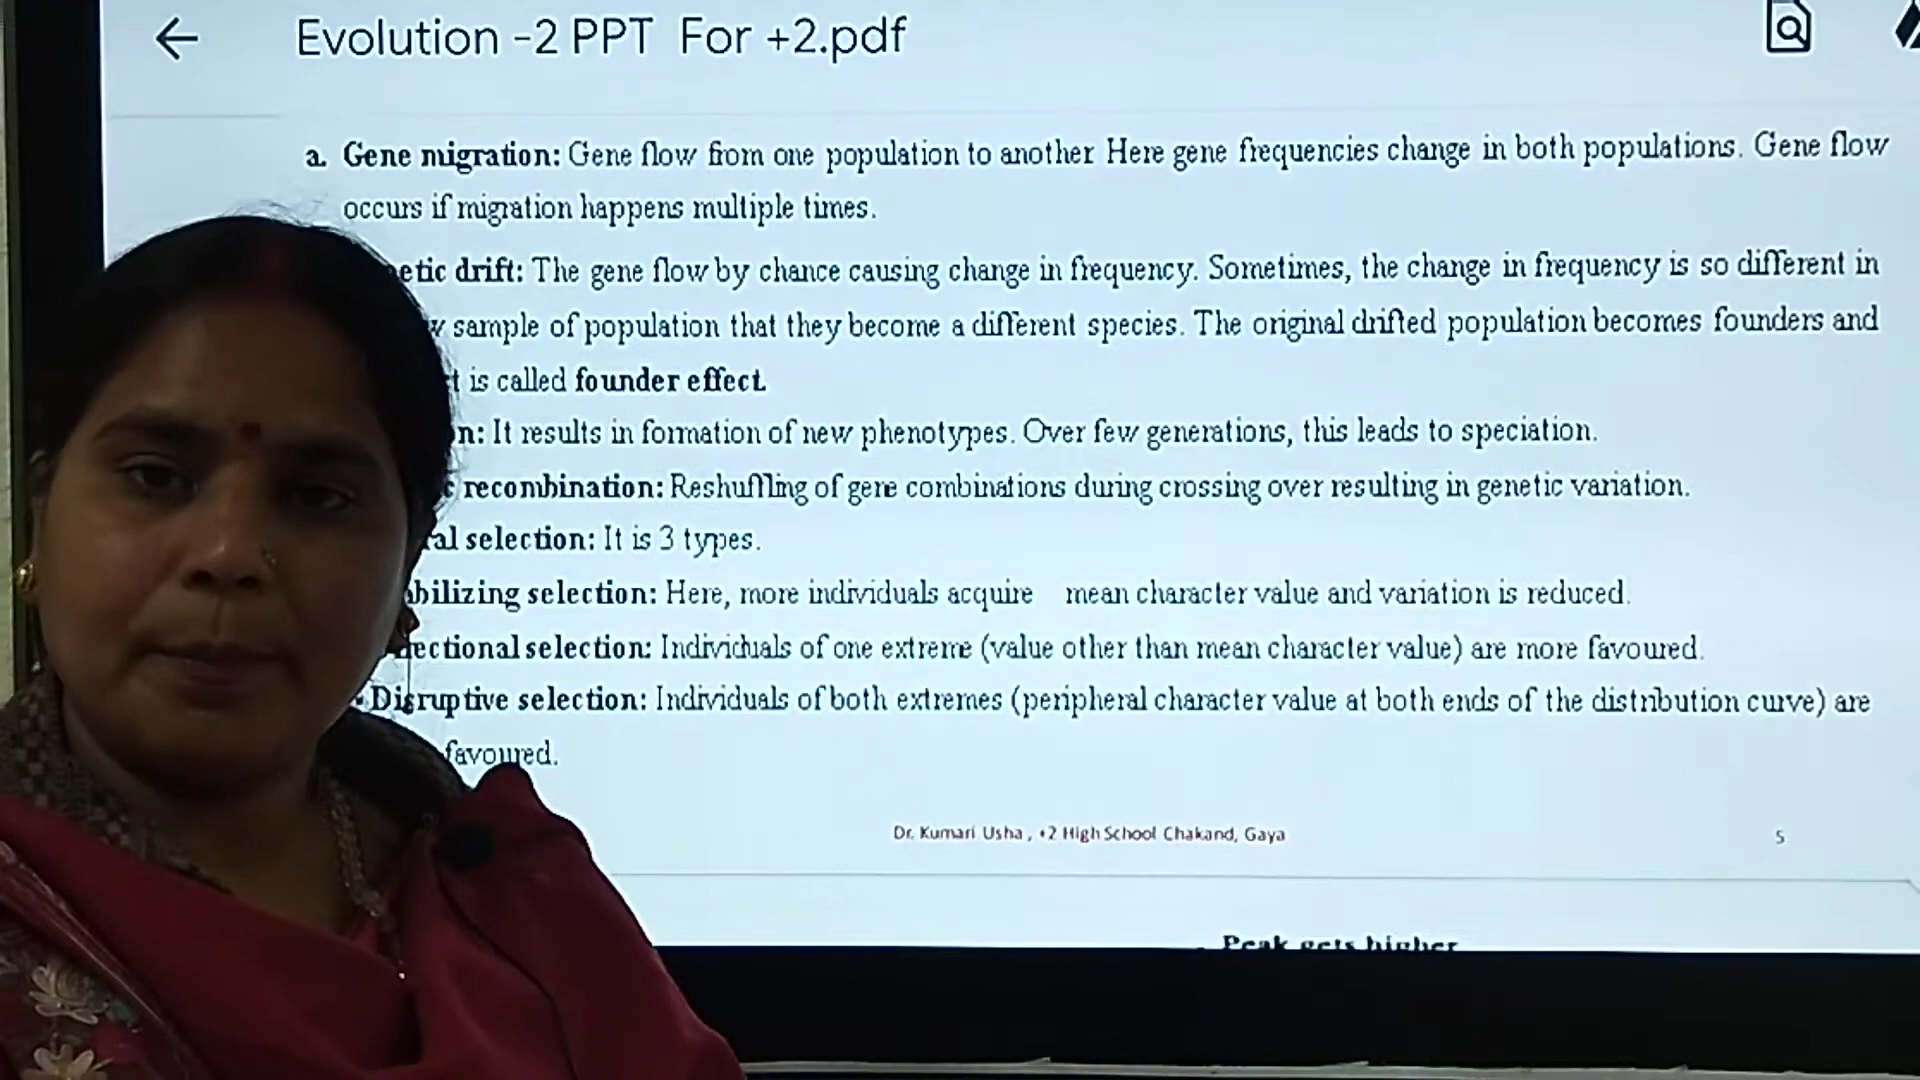 Evolution -2 PPT For +2.pdf
a. Gene migration: Gene flow from one population to another Here gene frequencies change in both populations. Gene flow
occurs if migration happens multiple times.
etic drift: The gene flow by chance causing change in frequency. Sometimes, the change in frequency is so different in
sample of population that they become a different species. The original drifted population becomes founders and
is called founder effect.
n: It results in formation of new phenotypes. Over few generations, this leads to speciation.
recombination: Reshuffling of gene combinations during crossing over resulting in genetic variation.
ral selection: It is 3 types.
bilizing selection: Here, more individuals acquire mean character value and variation is reduced.
ectional selection: Individuals of one extreme (value other than mean character value) are more favoured.
Disruptive selection: Individuals of both extremes (peripheral character value at both ends of the distribution curve) are
favoured.
Dr. Kumari Usha , +2 High School Chakand, Gaya
5
Peak gets higher